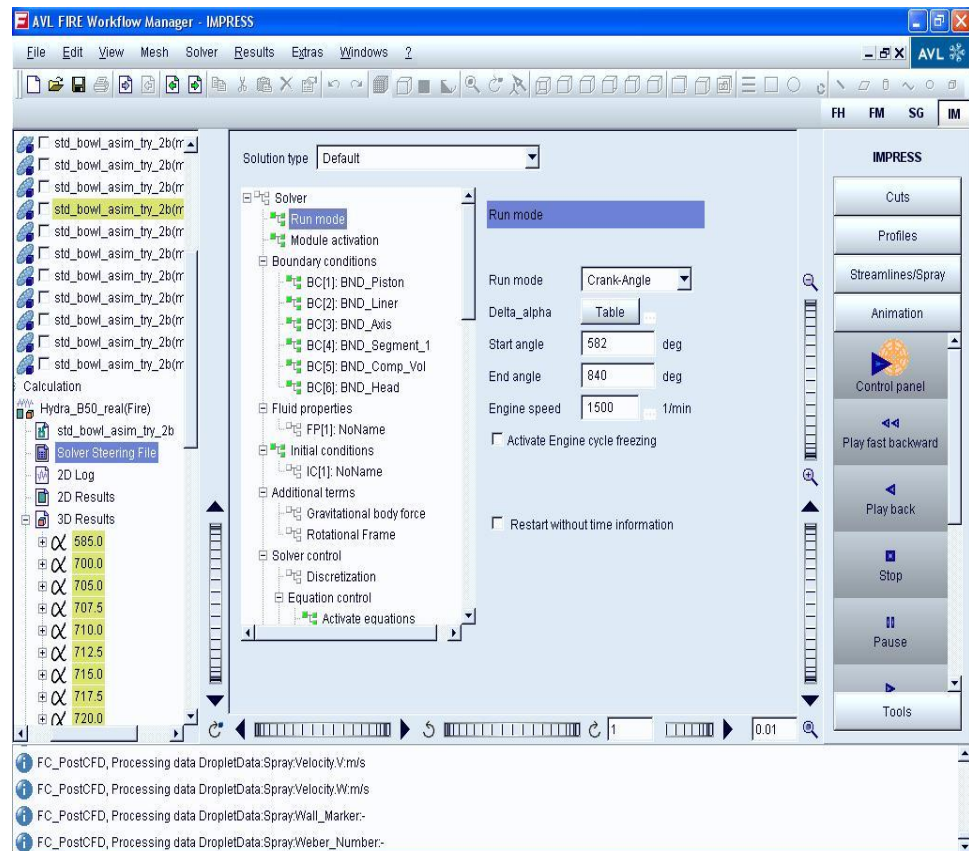 AVL FIRE Workflow Manager - IMPRESS
File Edit View Mesh Solver Results Extras Windows ?
AVL
FH FM SG IM
std_bowl_asim_try_2b(m
std_bowl_asim_try_2b(m
std_bowl_asim_try_2b(m
std_bowl_asim_try_2b(m
std_bowl_asim_try_2b(m
std_bowl_asim_try_2b(m
std_bowl_asim_try_2b(m
std_bowl_asim_try_2b(m
std_bowl_asim_try_2b(m
std_bowl_asim_try_2b(m
std_bowl_asim_try_2b(m
Calculation
Hydra_B50_real(Fire)
std_bowl_asim_try_2b
Solver Steering File
2D Log
2D Results
3D Results
α 585.0
α 700.0
α 705.0
α 707.5
α 710.0
α 712.5
α 715.0
α 717.5
α 720.0
Solution type Default
Solver
Run mode
Module activation
Boundary conditions
BC[1]: BND_Piston
BC[2]: BND_Liner
BC[3]: BND_Axis
BC[4]: BND_Segment_1
BC[5]: BND_Comp_Vol
BC[6]: BND_Head
Fluid properties
FP[1]: NoName
Initial conditions
IC[1]: NoName
Additional terms
Gravitational body force
Rotational Frame
Solver control
Discretization
Equation control
Activate equations
Run mode
Run mode Crank-Angle
Delta_alpha Table ...
Start angle 582 deg
End angle 840 deg
Engine speed 1500 ... 1/min
Activate Engine cycle freezing
Restart without time information
1 0.01
IMPRESS
Cuts
Profiles
Streamlines/Spray
Animation
Control panel
Play fast backward
Play back
Stop
Pause
Tools
FC_PostCFD, Processing data DropletData:Spray:Velocity.V:m/s
FC_PostCFD, Processing data DropletData:Spray:Velocity.W:m/s
FC_PostCFD, Processing data DropletData:Spray:Wall_Marker:-
FC_PostCFD, Processing data DropletData:Spray:Weber_Number:-